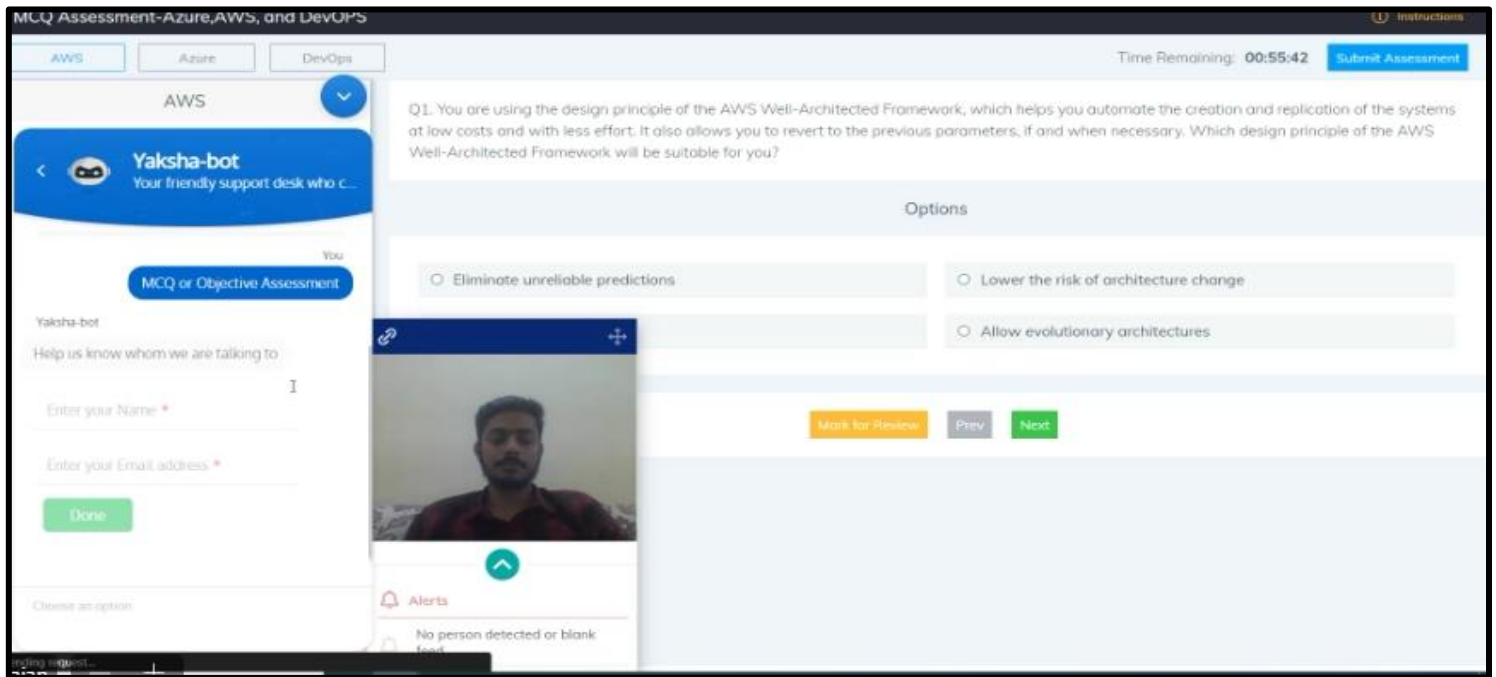 MCQ Assessment-Azure,AWS, and DevOPS
Instructions
AWS
Azure
DevOps
Time Remaining: 00:55:42
Submit Assessment
AWS
Yaksha-bot
Your friendly support desk who c...
You
MCQ or Objective Assessment
Yaksha-bot
Help us know whom we are talking to
Enter your Name *
Enter your Email address *
Done
Choose an option
Q1. You are using the design principle of the AWS Well-Architected Framework, which helps you automate the creation and replication of the systems
at low costs and with less effort. It also allows you to revert to the previous parameters, if and when necessary. Which design principle of the AWS
Well-Architected Framework will be suitable for you?
Options
Eliminate unreliable predictions
Lower the risk of architecture change
Allow evolutionary architectures
Mark for Review
Prev
Next
Alerts
No person detected or blank
feed
request...